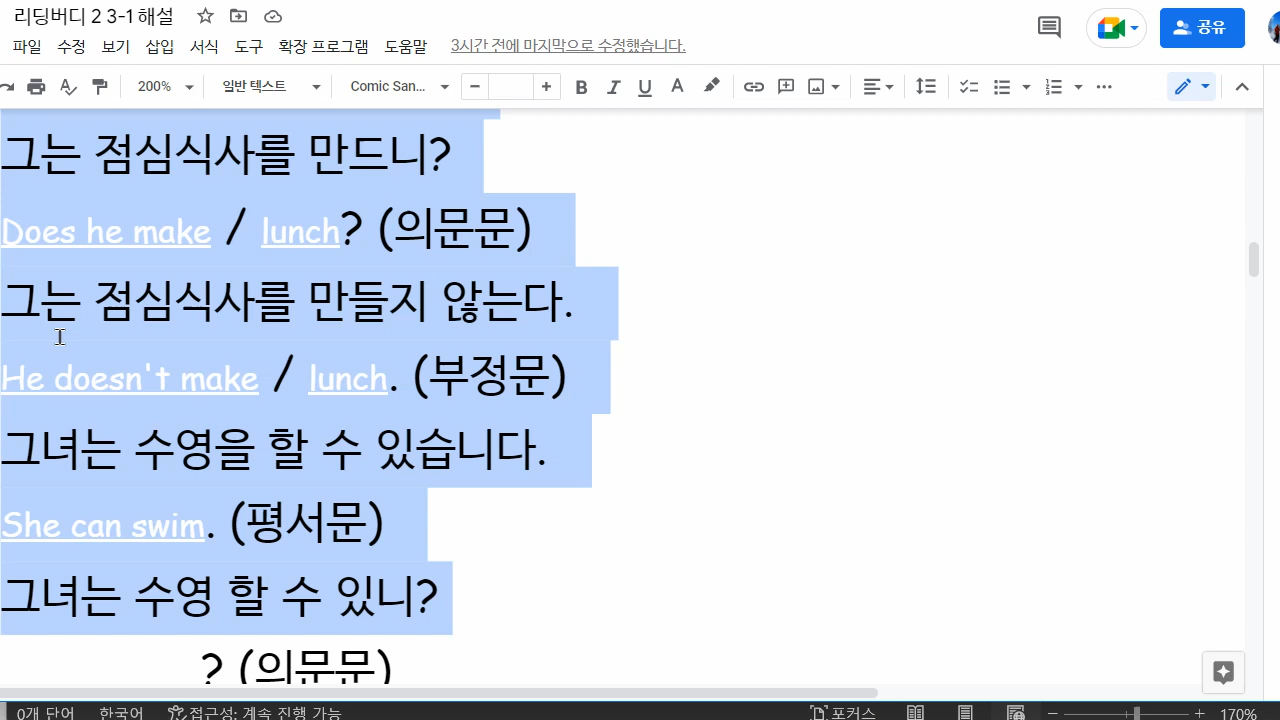 리딩버디 2 3-1 해설
파일 수정 보기 삽입 서식 도구 확장 프로그램 도움말 3시간 전에 마지막으로 수정했습니다.
공유
200% 일반 텍스트 Comic San... − + B I U A
그는 점심식사를 만드니?
Does he make / lunch? (의문문)
그는 점심식사를 만들지 않는다.
He doesn't make / lunch. (부정문)
그녀는 수영을 할 수 있습니다.
She can swim. (평서문)
그녀는 수영 할 수 있니?
? (의문문)
0개 단어 한국어 접근성: 계속 진행 가능 포커스 170%